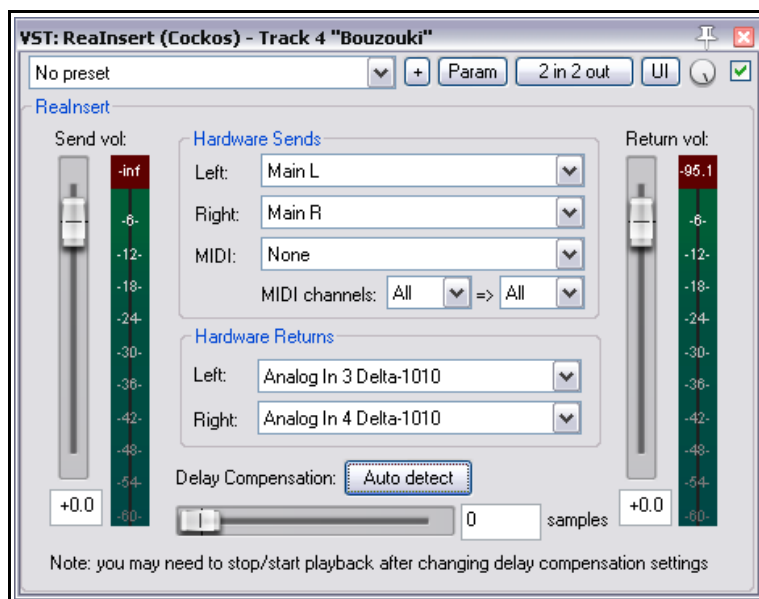 VST: ReaInsert (Cockos) - Track 4 "Bouzouki"
No preset + Param 2 in 2 out UI
ReaInsert
Send vol: Hardware Sends Return vol:
-inf Left: Main L -95.1
-6- Right: Main R -6-
-12- MIDI: None -12-
-18- MIDI channels: All => All -18-
-24- -24-
-30- Hardware Returns -30-
-36- Left: Analog In 3 Delta-1010 -36-
-42- Right: Analog In 4 Delta-1010 -42-
-48- -48-
-54- Delay Compensation: Auto detect -54-
+0.0 -60- 0 samples +0.0 -60-
Note: you may need to stop/start playback after changing delay compensation settings